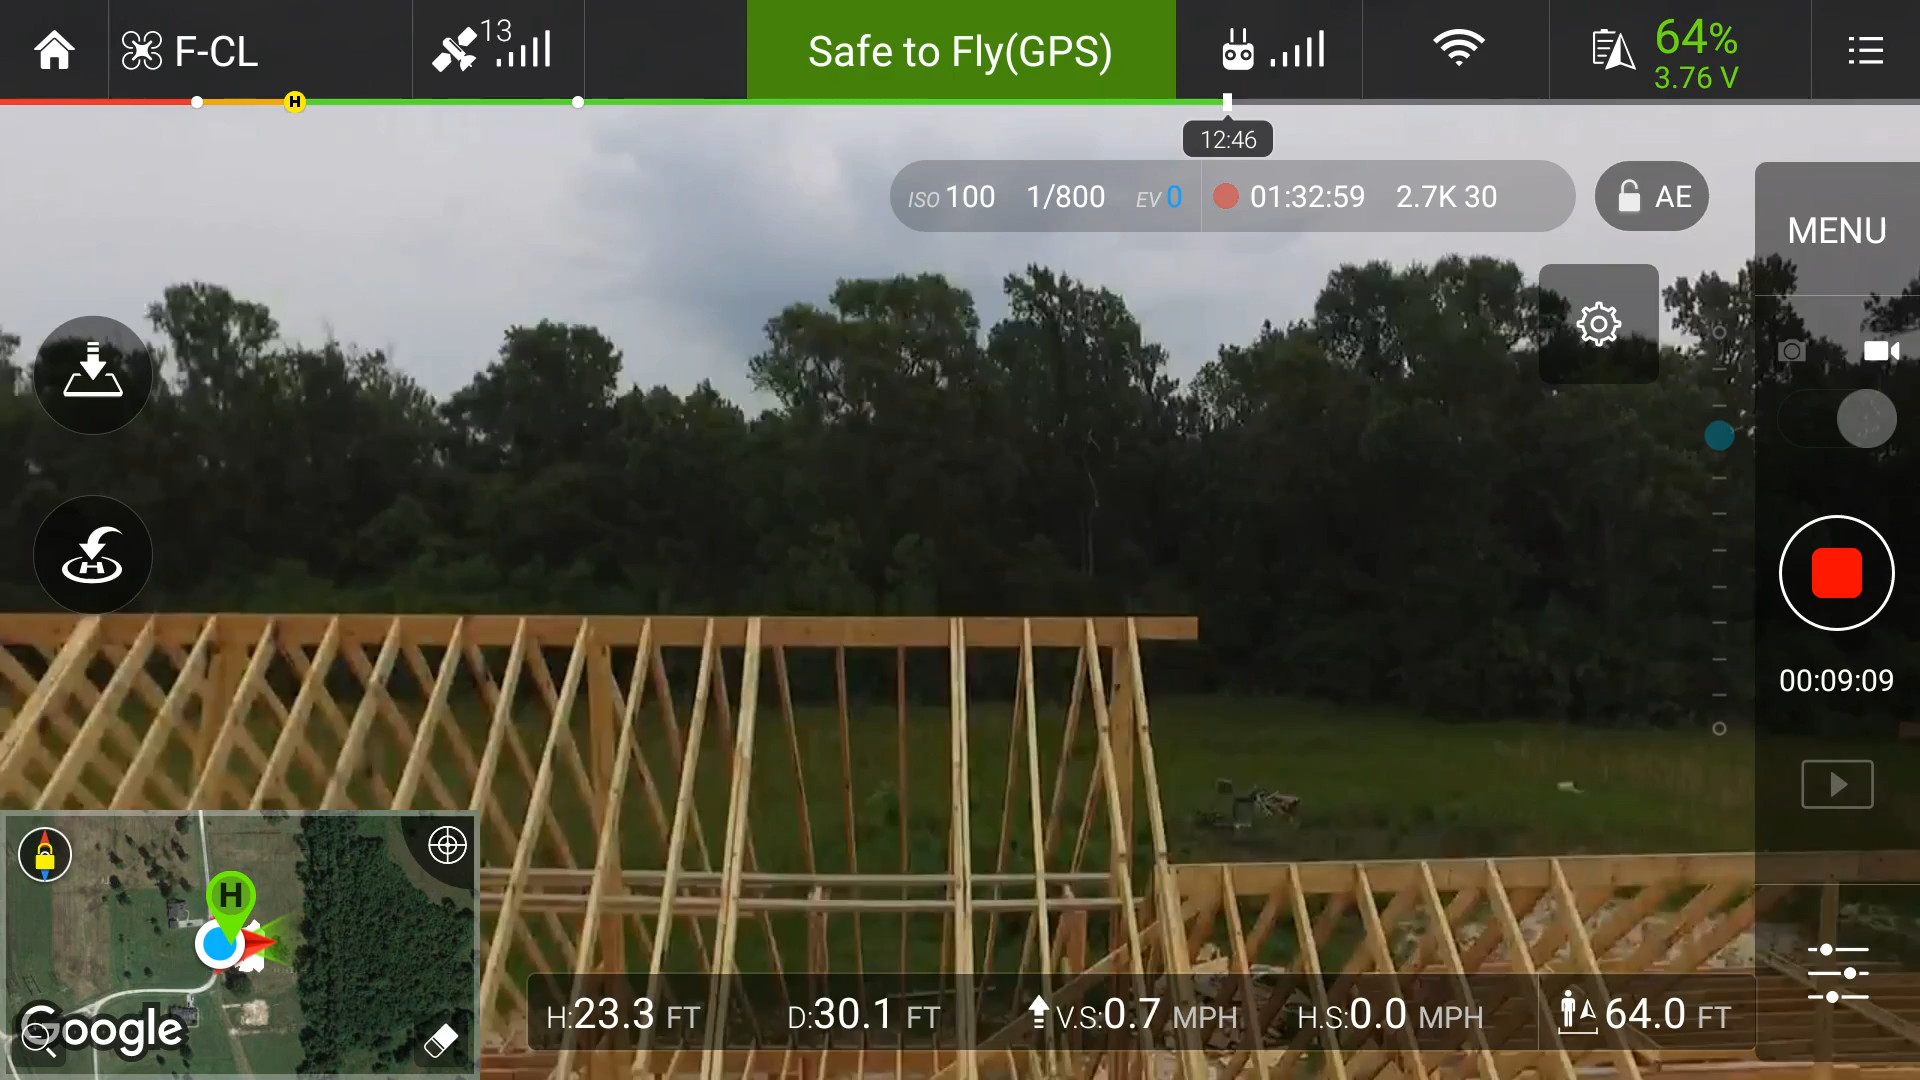 F-CL
13
Safe to Fly(GPS)
64%
3.76 V
H
12:46
ISO 100 1/800 EV 0 01:32:59 2.7K 30
AE
MENU
00:09:09
H
H
Google
H:23.3 FT D:30.1 FT V.S:0.7 MPH H.S:0.0 MPH 64.0 FT